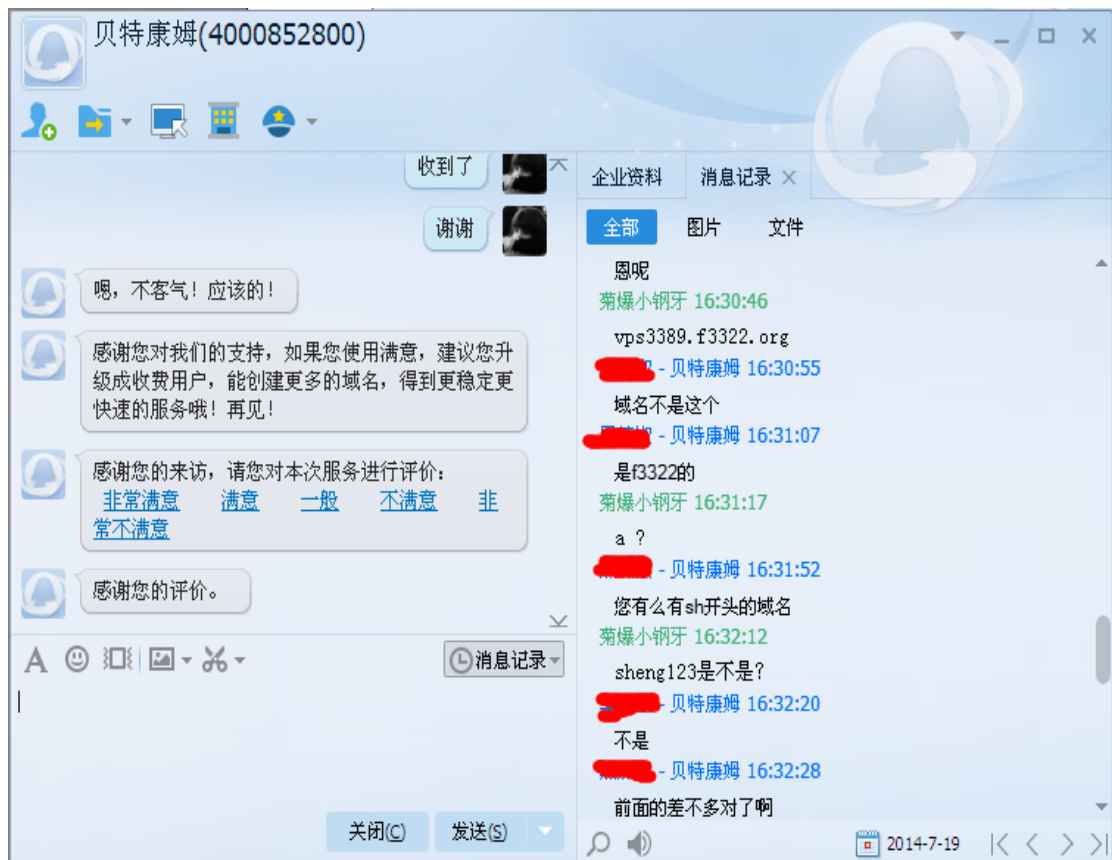 贝特康姆(4000852800)
收到了
谢谢
嗯，不客气！应该的！
感谢您对我们的支持，如果您使用满意，建议您升
级成收费用户，能创建更多的域名，得到更稳定更
快速的服务哦！再见！
感谢您的来访，请您对本次服务进行评价：
非常满意 满意 一般 不满意 非
常不满意
感谢您的评价。
消息记录
关闭(C) 发送(S)
企业资料 消息记录
全部 图片 文件
恩呢
菊爆小钢牙 16:30:46
vps3389.f3322.org
- 贝特康姆 16:30:55
域名不是这个
- 贝特康姆 16:31:07
是f3322的
菊爆小钢牙 16:31:17
a ?
- 贝特康姆 16:31:52
您有么有sh开头的域名
菊爆小钢牙 16:32:12
sheng123是不是?
- 贝特康姆 16:32:20
不是
- 贝特康姆 16:32:28
前面的差不多对了啊
2014-7-19